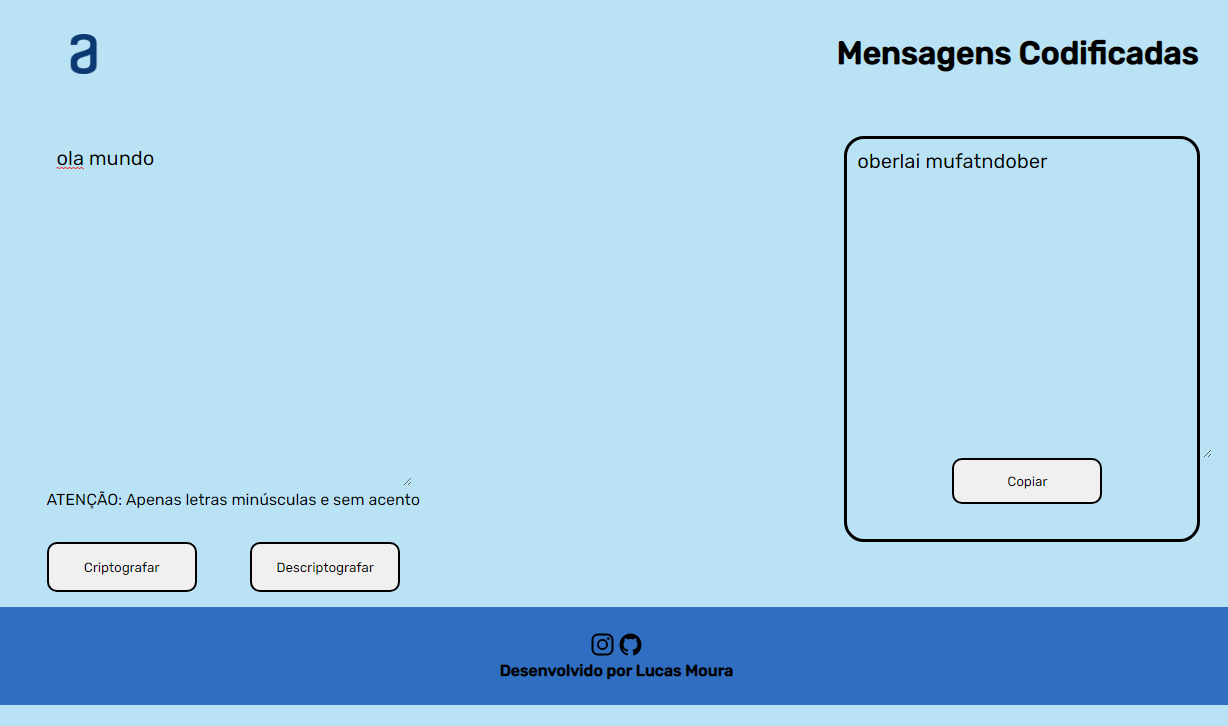 a
Mensagens Codificadas
ola mundo
oberlai mufatndober
Copiar
ATENÇÃO: Apenas letras minúsculas e sem acento
Criptografar
Descriptografar
Desenvolvido por Lucas Moura